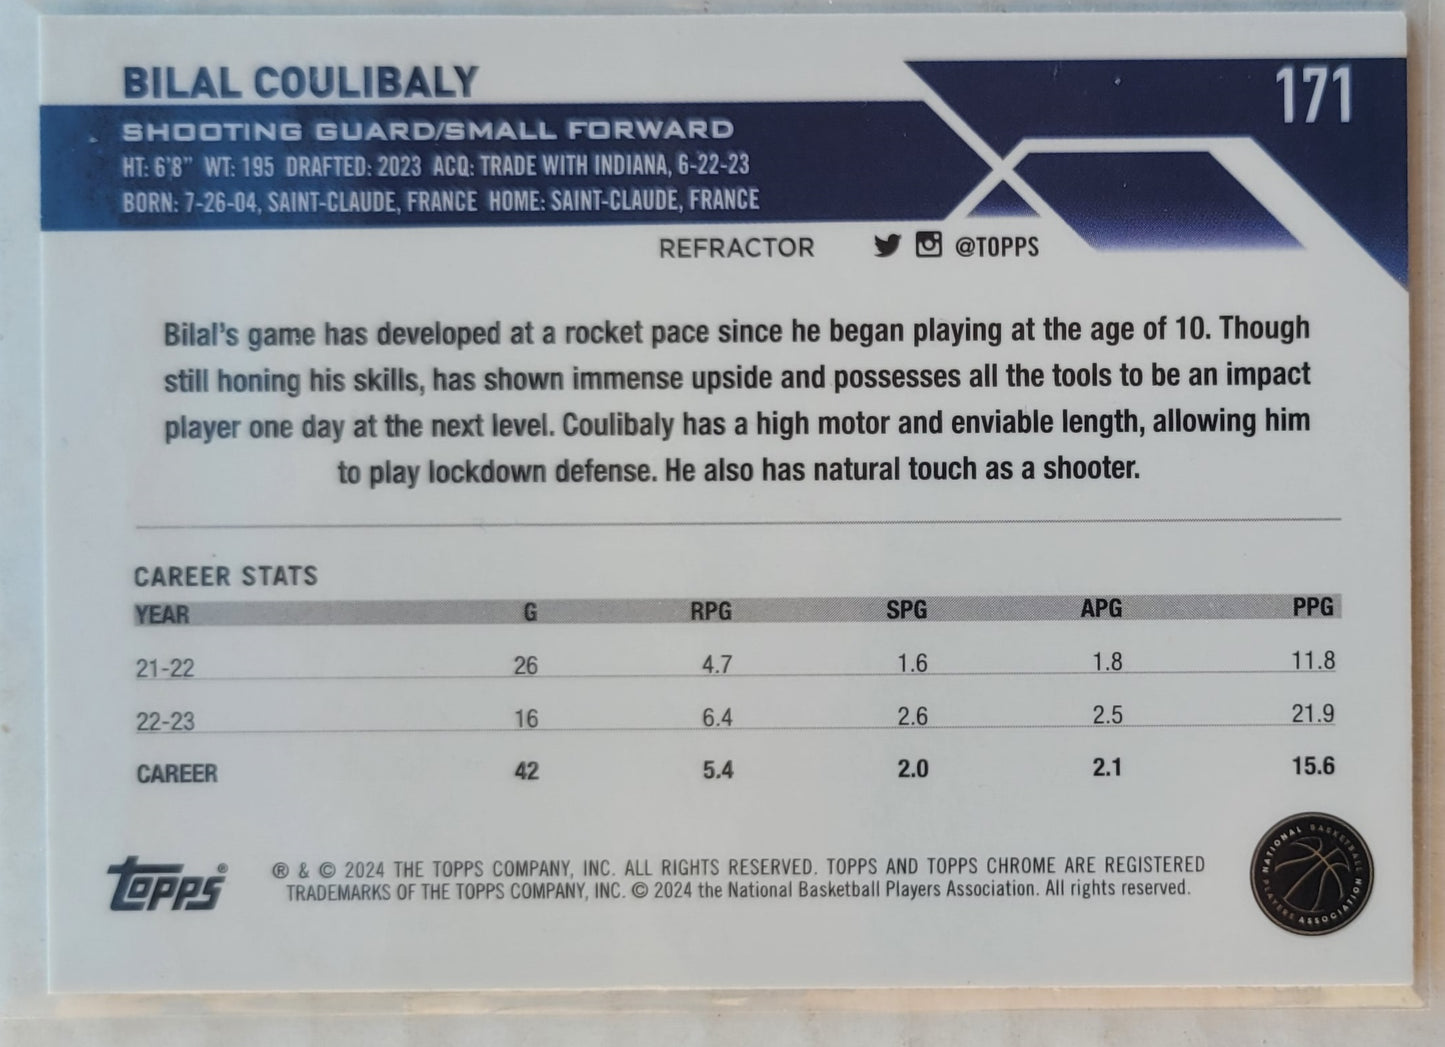 BILAL COULIBALY
171
SHOOTING GUARD/SMALL FORWARD
HT: 6'8" WT: 195 DRAFTED: 2023 ACQ: TRADE WITH INDIANA, 6-22-23
BORN: 7-26-04, SAINT-CLAUDE, FRANCE HOME: SAINT-CLAUDE, FRANCE
REFRACTOR @TOPPS
Bilal's game has developed at a rocket pace since he began playing at the age of 10. Though
still honing his skills, has shown immense upside and possesses all the tools to be an impact
player one day at the next level. Coulibaly has a high motor and enviable length, allowing him
to play lockdown defense. He also has natural touch as a shooter.
CAREER STATS
YEAR G RPG SPG APG PPG
21-22 26 4.7 1.6 1.8 11.8
22-23 16 6.4 2.6 2.5 21.9
CAREER 42 5.4 2.0 2.1 15.6
topps®
® & © 2024 THE TOPPS COMPANY, INC. ALL RIGHTS RESERVED. TOPPS AND TOPPS CHROME ARE REGISTERED
TRADEMARKS OF THE TOPPS COMPANY, INC. © 2024 the National Basketball Players Association. All rights reserved.
NATIONAL BASKETBALL PLAYERS ASSOCIATION